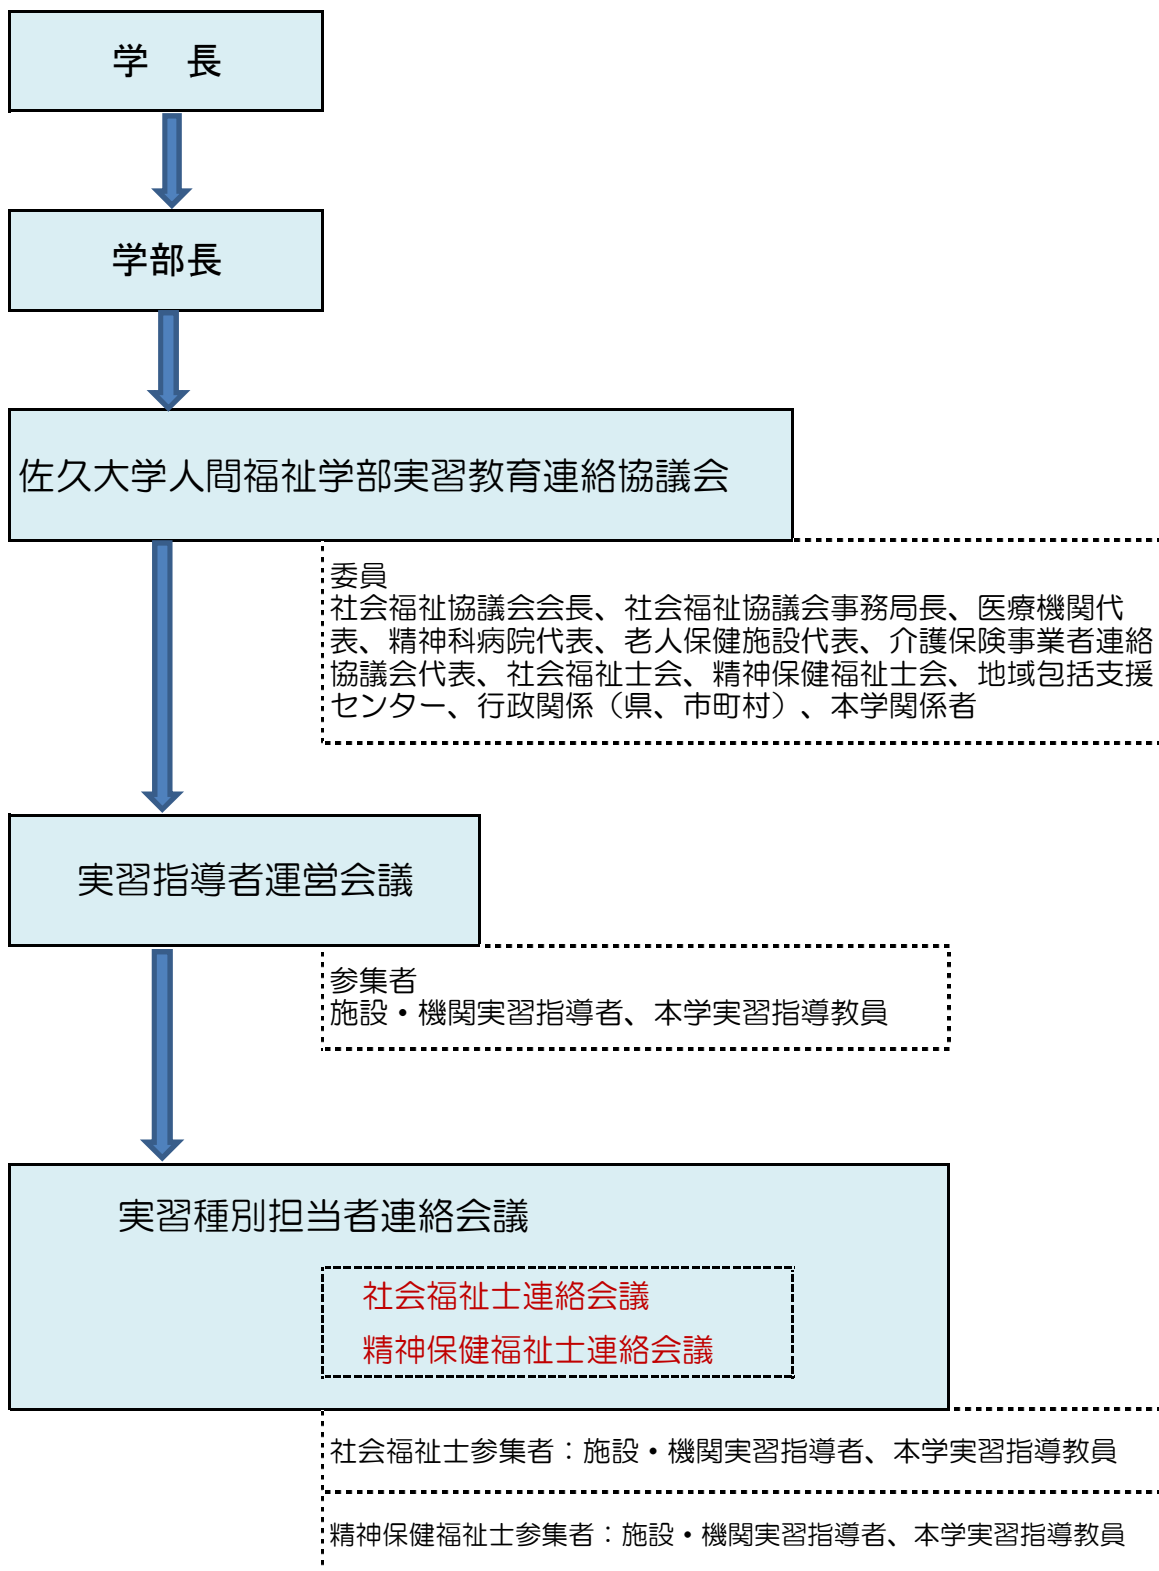 学　長
学部長
佐久大学人間福祉学部実習教育連絡協議会
委員
社会福祉協議会会長、社会福祉協議会事務局長、医療機関代
表、精神科病院代表、老人保健施設代表、介護保険事業者連絡
協議会代表、社会福祉士会、精神保健福祉士会、地域包括支援
センター、行政関係（県、市町村）、本学関係者
実習指導者運営会議
参集者
施設・機関実習指導者、本学実習指導教員
実習種別担当者連絡会議
社会福祉士連絡会議
精神保健福祉士連絡会議
社会福祉士参集者：施設・機関実習指導者、本学実習指導教員
精神保健福祉士参集者：施設・機関実習指導者、本学実習指導教員